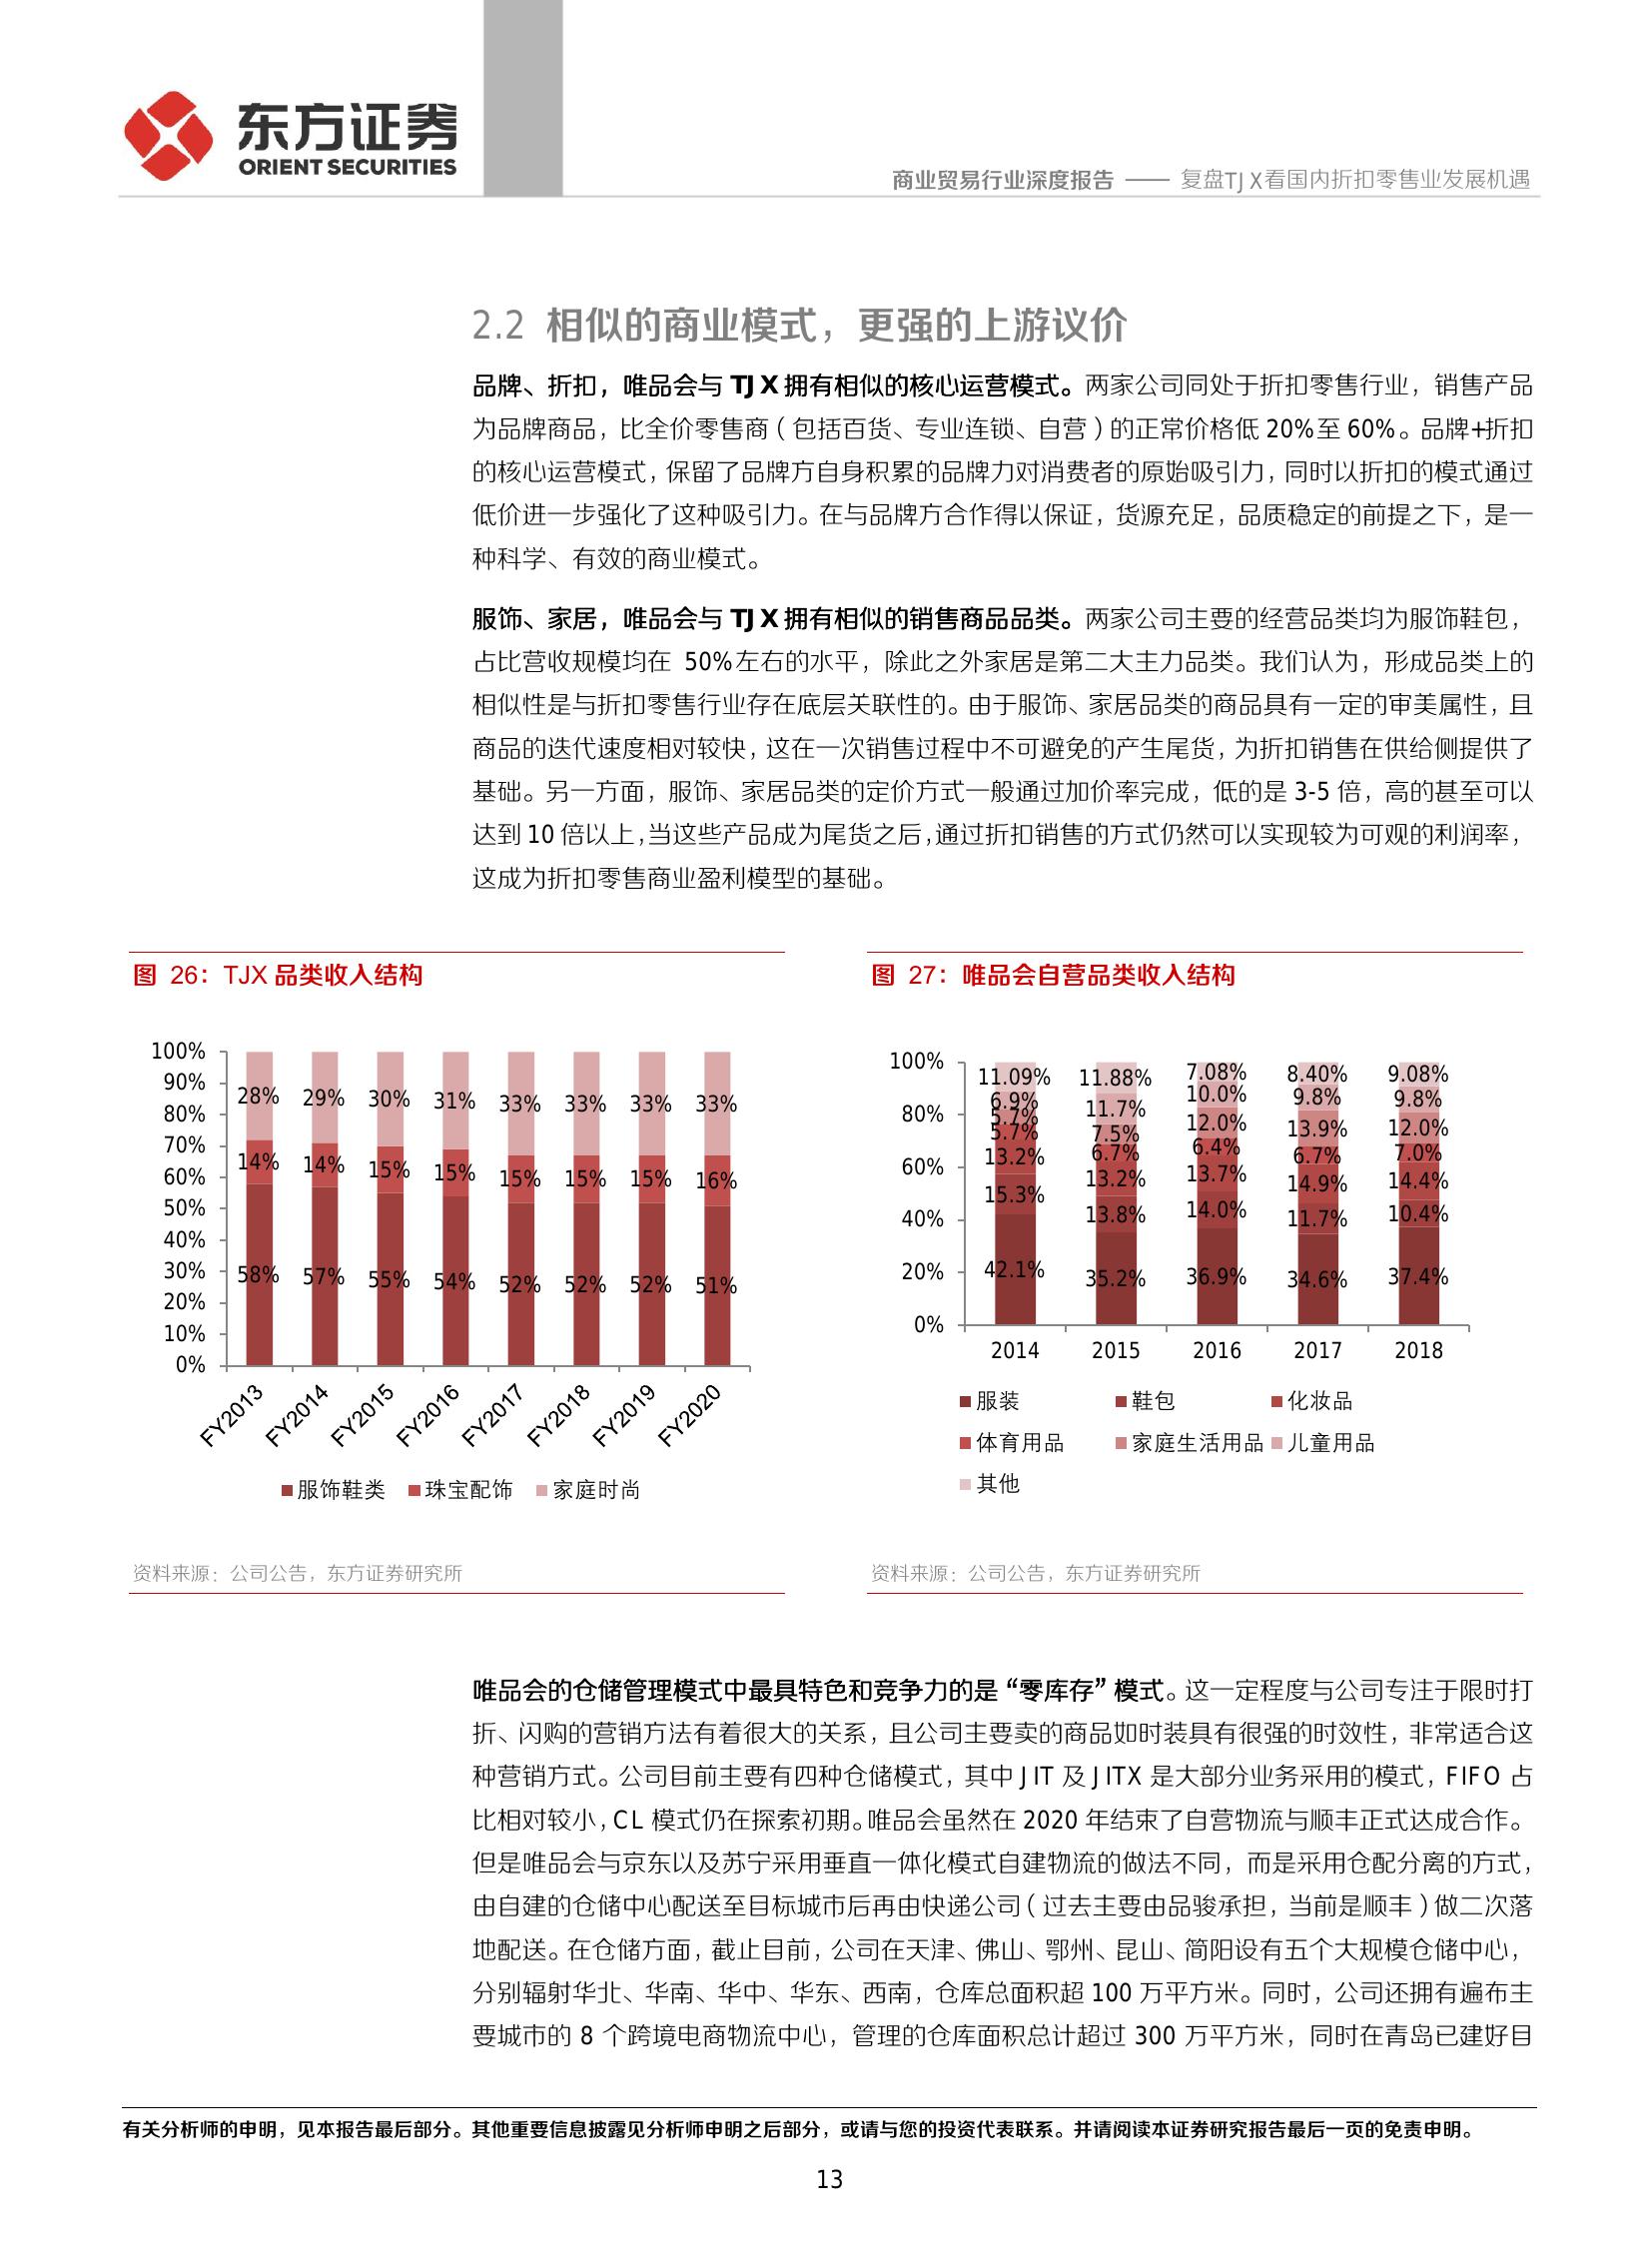 东方证券
ORIENT SECURITIES
商业贸易行业深度报告 —— 复盘TJX看国内折扣零售业发展机遇
2.2 相似的商业模式，更强的上游议价
品牌、折扣，唯品会与 TJX 拥有相似的核心运营模式。两家公司同处于折扣零售行业，销售产品
为品牌商品，比全价零售商（包括百货、专业连锁、自营）的正常价格低 20%至 60%。品牌+折扣
的核心运营模式，保留了品牌方自身积累的品牌力对消费者的原始吸引力，同时以折扣的模式通过
低价进一步强化了这种吸引力。在与品牌方合作得以保证，货源充足，品质稳定的前提之下，是一
种科学、有效的商业模式。
服饰、家居，唯品会与 TJX 拥有相似的销售商品品类。两家公司主要的经营品类均为服饰鞋包，
占比营收规模均在 50%左右的水平，除此之外家居是第二大主力品类。我们认为，形成品类上的
相似性是与折扣零售行业存在底层关联性的。由于服饰、家居品类的商品具有一定的审美属性，且
商品的迭代速度相对较快，这在一次销售过程中不可避免的产生尾货，为折扣销售在供给侧提供了
基础。另一方面，服饰、家居品类的定价方式一般通过加价率完成，低的是 3-5 倍，高的甚至可以
达到 10 倍以上，当这些产品成为尾货之后，通过折扣销售的方式仍然可以实现较为可观的利润率，
这成为折扣零售商业盈利模型的基础。
图 26：TJX 品类收入结构
100%
90%
80%
70%
60%
50%
40%
30%
20%
10%
0%
28% 29% 30% 31% 33% 33% 33% 33%
14% 14% 15% 15% 15% 15% 15% 16%
58% 57% 55% 54% 52% 52% 52% 51%
FY2013 FY2014 FY2015 FY2016 FY2017 FY2018 FY2019 FY2020
服饰鞋类 珠宝配饰 家庭时尚
资料来源：公司公告，东方证券研究所
图 27：唯品会自营品类收入结构
100%
80%
60%
40%
20%
0%
11.09% 11.88% 7.08% 8.40% 9.08%
6.9% 11.7% 10.0% 9.8% 9.8%
5.7% 7.5% 12.0% 13.9% 12.0%
5.7% 6.7% 6.4% 6.7% 7.0%
13.2% 13.2% 13.7% 14.9% 14.4%
15.3% 13.8% 14.0% 11.7% 10.4%
42.1% 35.2% 36.9% 34.6% 37.4%
2014 2015 2016 2017 2018
服装 鞋包 化妆品
体育用品 家庭生活用品 儿童用品
其他
资料来源：公司公告，东方证券研究所
唯品会的仓储管理模式中最具特色和竞争力的是“零库存”模式。这一定程度与公司专注于限时打
折、闪购的营销方法有着很大的关系，且公司主要卖的商品如时装具有很强的时效性，非常适合这
种营销方式。公司目前主要有四种仓储模式，其中 JIT 及 JITX 是大部分业务采用的模式，FIFO 占
比相对较小，CL 模式仍在探索初期。唯品会虽然在 2020 年结束了自营物流与顺丰正式达成合作。
但是唯品会与京东以及苏宁采用垂直一体化模式自建物流的做法不同，而是采用仓配分离的方式，
由自建的仓储中心配送至目标城市后再由快递公司（过去主要由品骏承担，当前是顺丰）做二次落
地配送。在仓储方面，截止目前，公司在天津、佛山、鄂州、昆山、简阳设有五个大规模仓储中心，
分别辐射华北、华南、华中、华东、西南，仓库总面积超 100 万平方米。同时，公司还拥有遍布主
要城市的 8 个跨境电商物流中心，管理的仓库面积总计超过 300 万平方米，同时在青岛已建好目
有关分析师的申明，见本报告最后部分。其他重要信息披露见分析师申明之后部分，或请与您的投资代表联系。并请阅读本证券研究报告最后一页的免责申明。
13